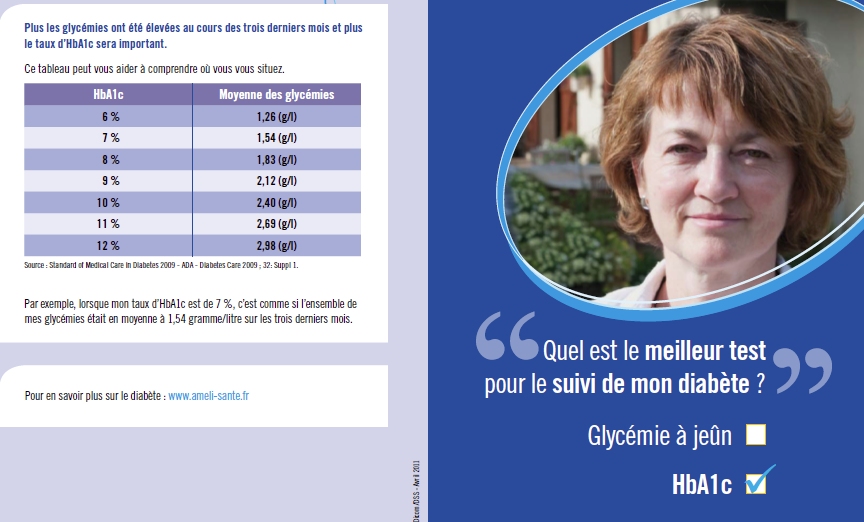 Plus les glycémies ont été élevées au cours des trois derniers mois et plus
le taux d'HbA1c sera important.
Ce tableau peut vous aider à comprendre où vous vous situez.
HbA1c Moyenne des glycémies
6 % 1,26 (g/l)
7 % 1,54 (g/l)
8 % 1,83 (g/l)
9 % 2,12 (g/l)
10 % 2,40 (g/l)
11 % 2,69 (g/l)
12 % 2,98 (g/l)
Source : Standard of Medical Care in Diabetes 2009 - ADA - Diabetes Care 2009 ; 32: Suppl 1.
Par exemple, lorsque mon taux d'HbA1c est de 7 %, c'est comme si l'ensemble de
mes glycémies était en moyenne à 1,54 gramme/litre sur les trois derniers mois.
Pour en savoir plus sur le diabète : www.ameli-sante.fr
Dicom/DSS - Avril 2011
“ Quel est le meilleur test
pour le suivi de mon diabète ? ”
Glycémie à jeûn
HbA1c